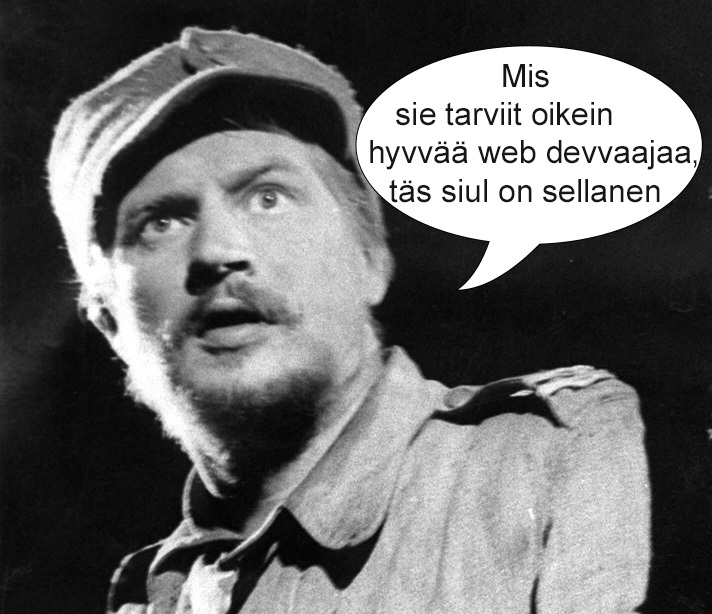 Mis
sie tarviit oikein
hyvvää web devvaajaa,
täs siul on sellanen